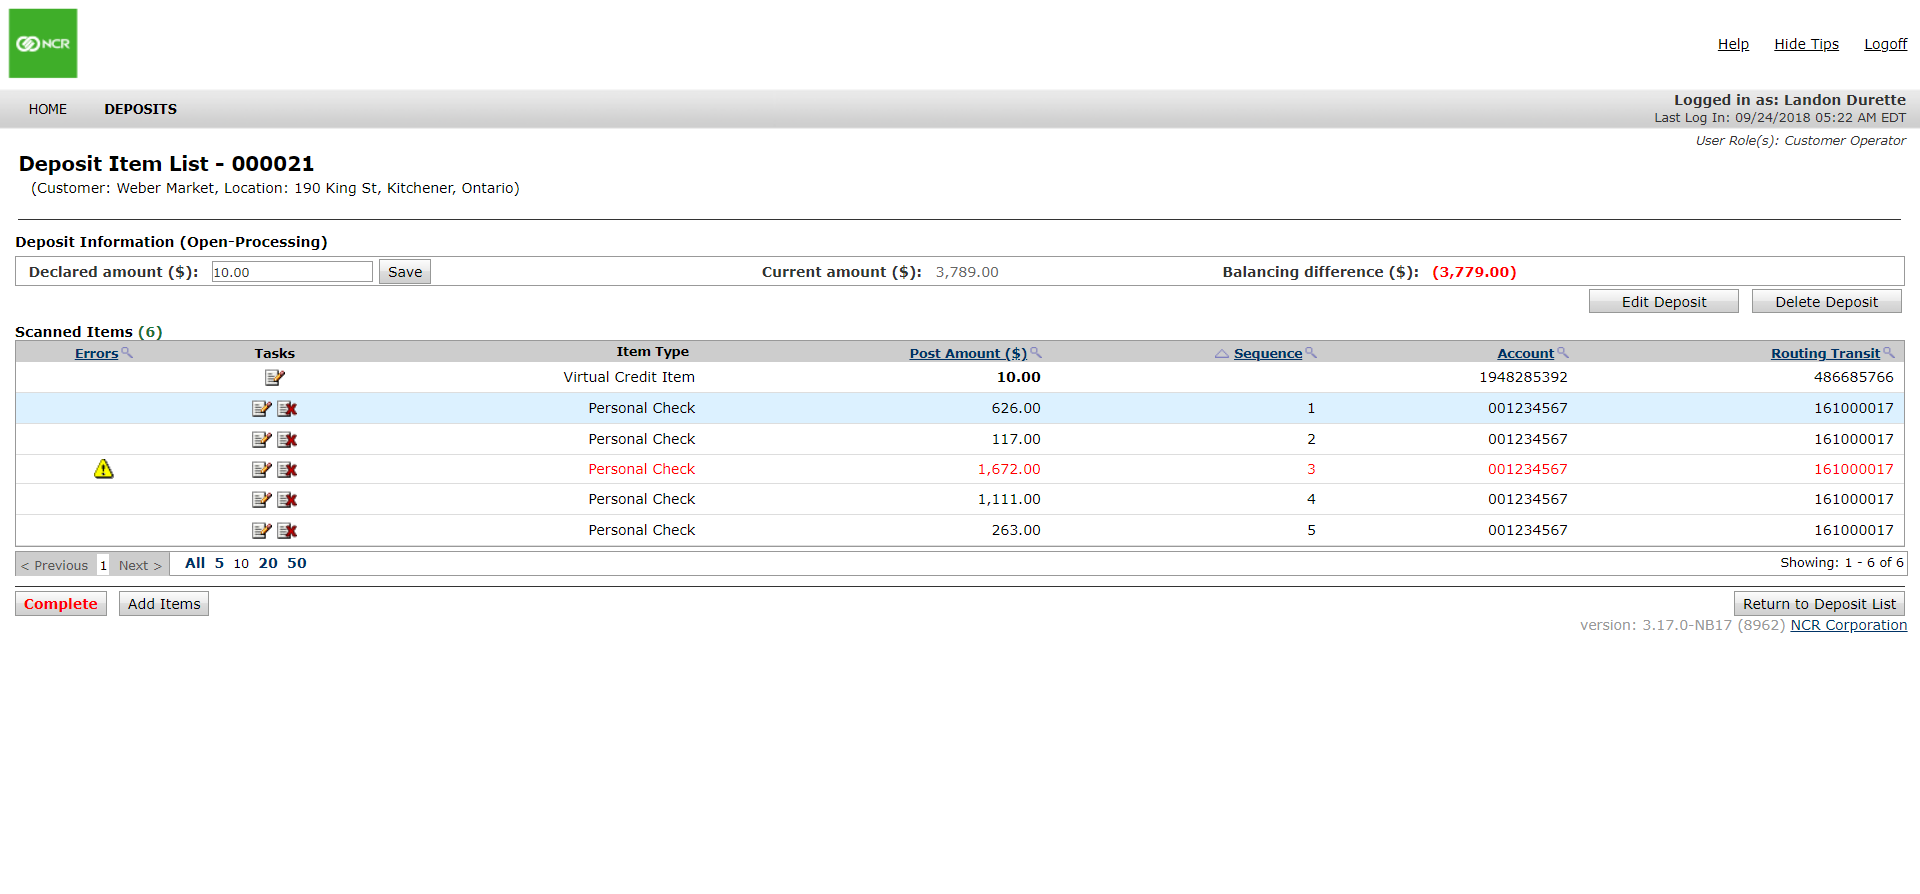 NCR
Help Hide Tips Logoff
HOME DEPOSITS
Logged in as: Landon Durette
Last Log In: 09/24/2018 05:22 AM EDT
User Role(s): Customer Operator
Deposit Item List - 000021
(Customer: Weber Market, Location: 190 King St, Kitchener, Ontario)
Deposit Information (Open-Processing)
Declared amount ($): 10.00 Save Current amount ($): 3,789.00 Balancing difference ($): (3,779.00)
Edit Deposit Delete Deposit
Scanned Items (6)
Errors Tasks Item Type Post Amount ($) Sequence Account Routing Transit
Virtual Credit Item 10.00 1948285392 486685766
Personal Check 626.00 1 001234567 161000017
Personal Check 117.00 2 001234567 161000017
Personal Check 1,672.00 3 001234567 161000017
Personal Check 1,111.00 4 001234567 161000017
Personal Check 263.00 5 001234567 161000017
< Previous 1 Next > All 5 10 20 50 Showing: 1 - 6 of 6
Complete Add Items Return to Deposit List
version: 3.17.0-NB17 (8962) NCR Corporation